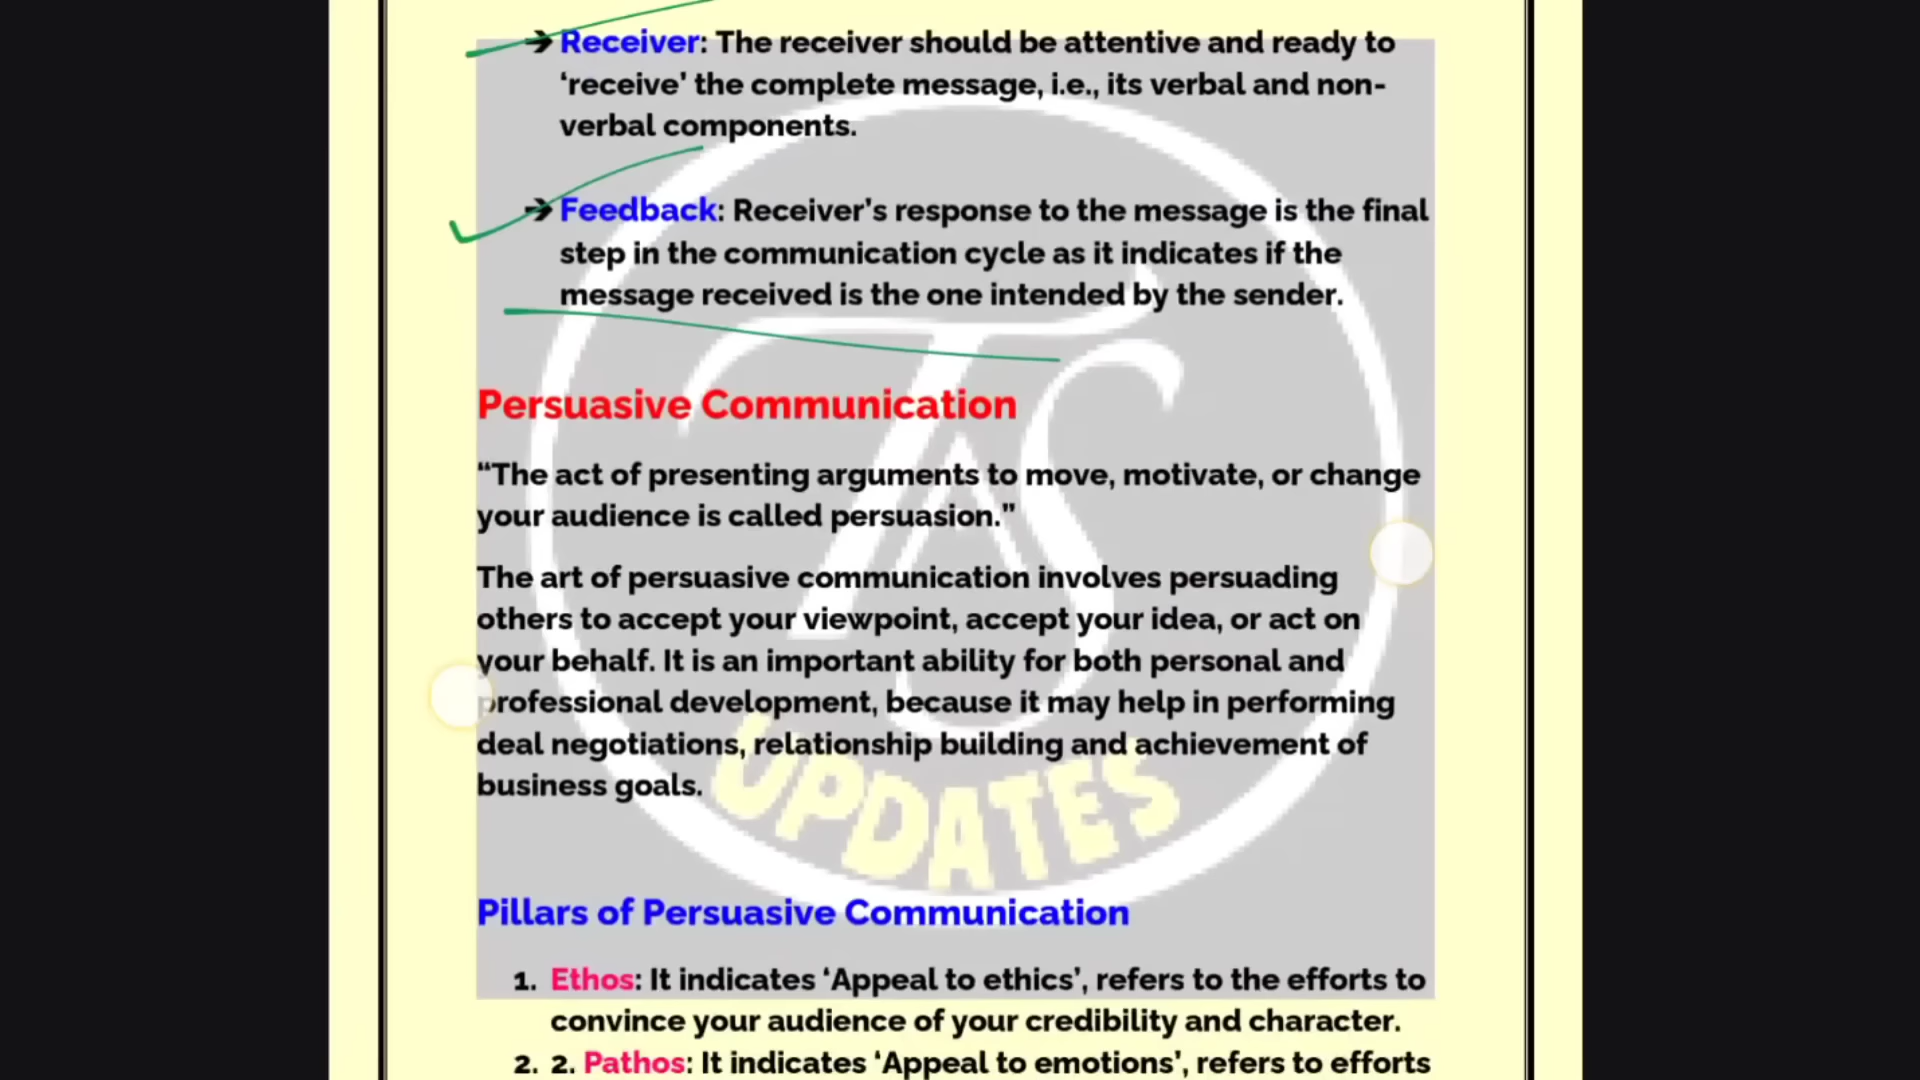 ➔ Receiver: The receiver should be attentive and ready to
‘receive’ the complete message, i.e., its verbal and non-
verbal components.
➔ Feedback: Receiver’s response to the message is the final
step in the communication cycle as it indicates if the
message received is the one intended by the sender.
Persuasive Communication
“The act of presenting arguments to move, motivate, or change
your audience is called persuasion.”
The art of persuasive communication involves persuading
others to accept your viewpoint, accept your idea, or act on
your behalf. It is an important ability for both personal and
professional development, because it may help in performing
deal negotiations, relationship building and achievement of
business goals.
UPDATES
Pillars of Persuasive Communication
1. Ethos: It indicates ‘Appeal to ethics’, refers to the efforts to
convince your audience of your credibility and character.
2. 2. Pathos: It indicates ‘Appeal to emotions’, refers to efforts